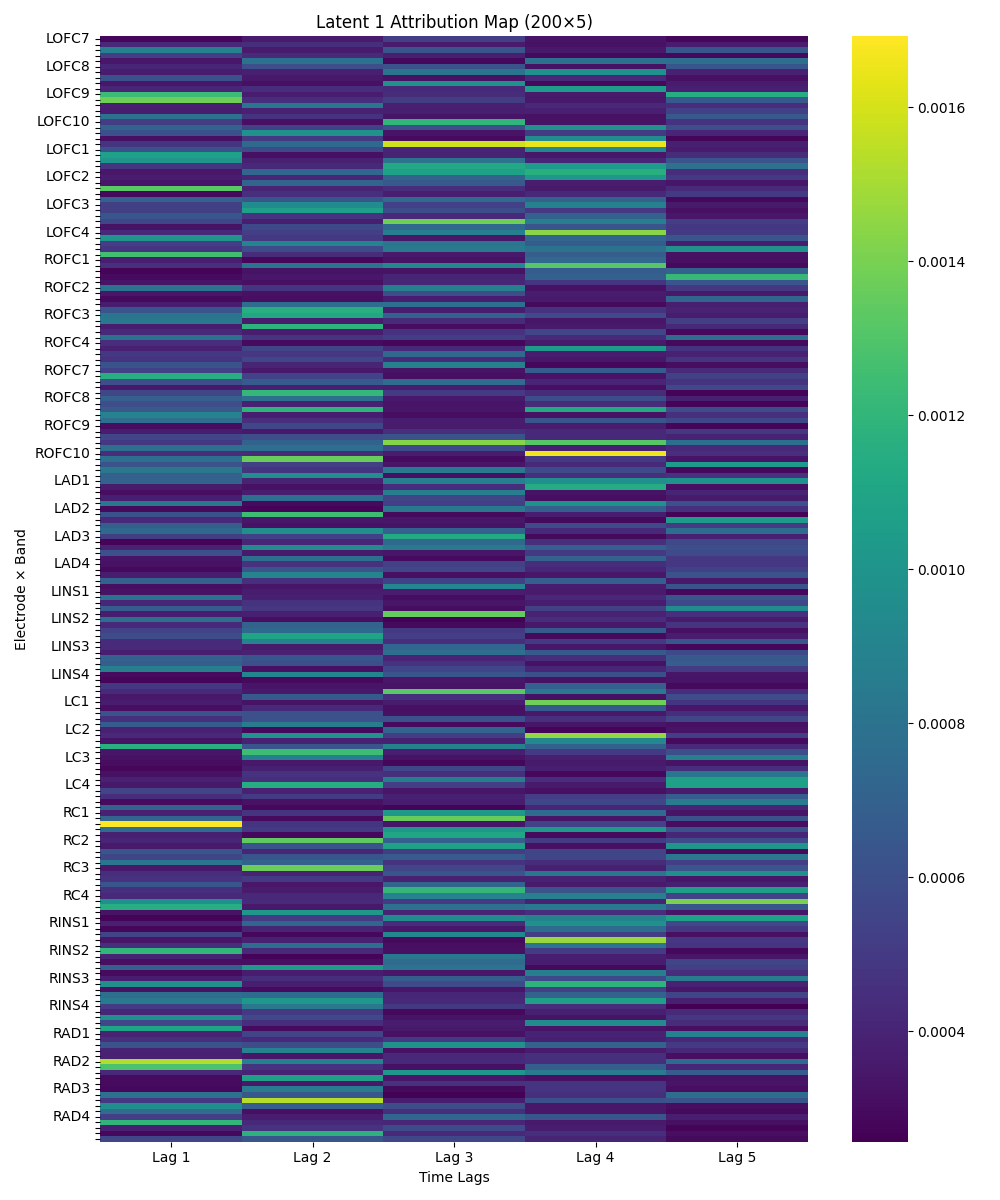 Latent 1 Attribution Map (200×5)
LOFC7
LOFC8
LOFC9
LOFC10
LOFC1
LOFC2
LOFC3
LOFC4
ROFC1
ROFC2
ROFC3
ROFC4
ROFC7
ROFC8
ROFC9
ROFC10
LAD1
LAD2
LAD3
LAD4
LINS1
LINS2
LINS3
LINS4
LC1
LC2
LC3
LC4
RC1
RC2
RC3
RC4
RINS1
RINS2
RINS3
RINS4
RAD1
RAD2
RAD3
RAD4
Electrode × Band
Lag 1 Lag 2 Lag 3 Lag 4 Lag 5
Time Lags
0.0016
0.0014
0.0012
0.0010
0.0008
0.0006
0.0004